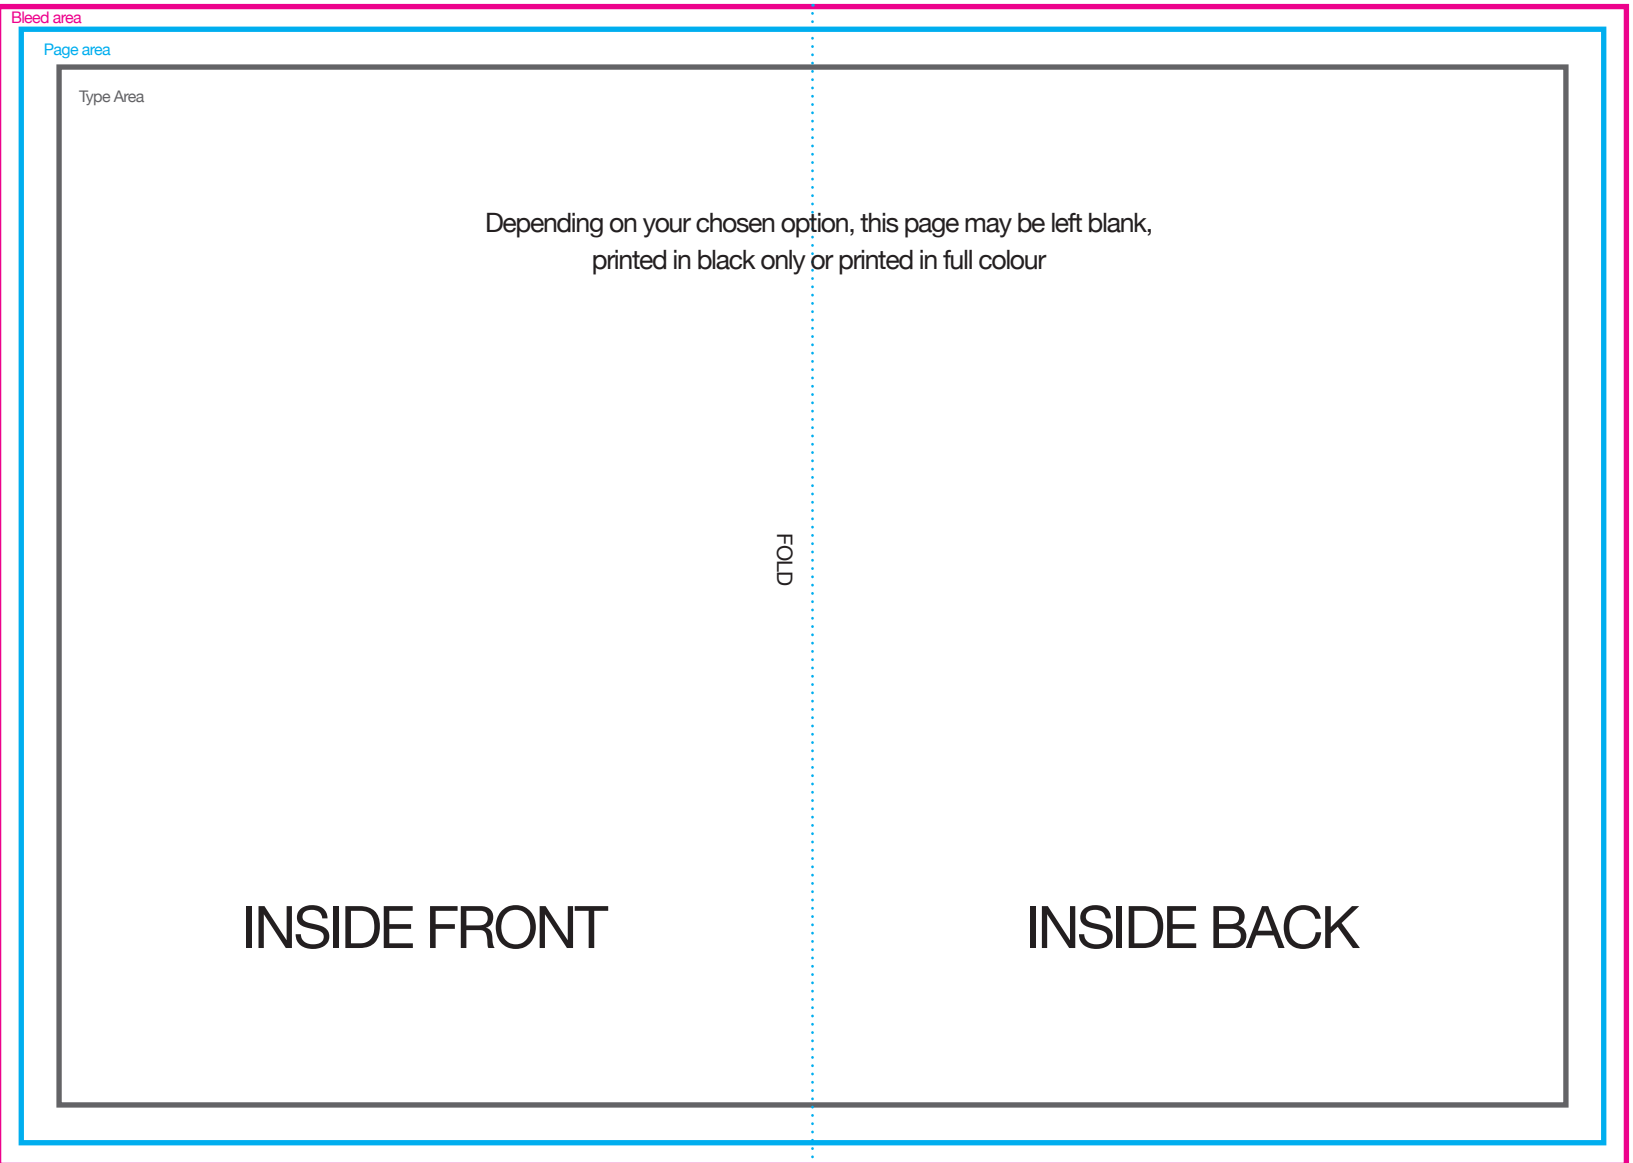 Bleed area
Page area
Type Area
Depending on your chosen option, this page may be left blank,
printed in black only or printed in full colour
FOLD
INSIDE FRONT
INSIDE BACK